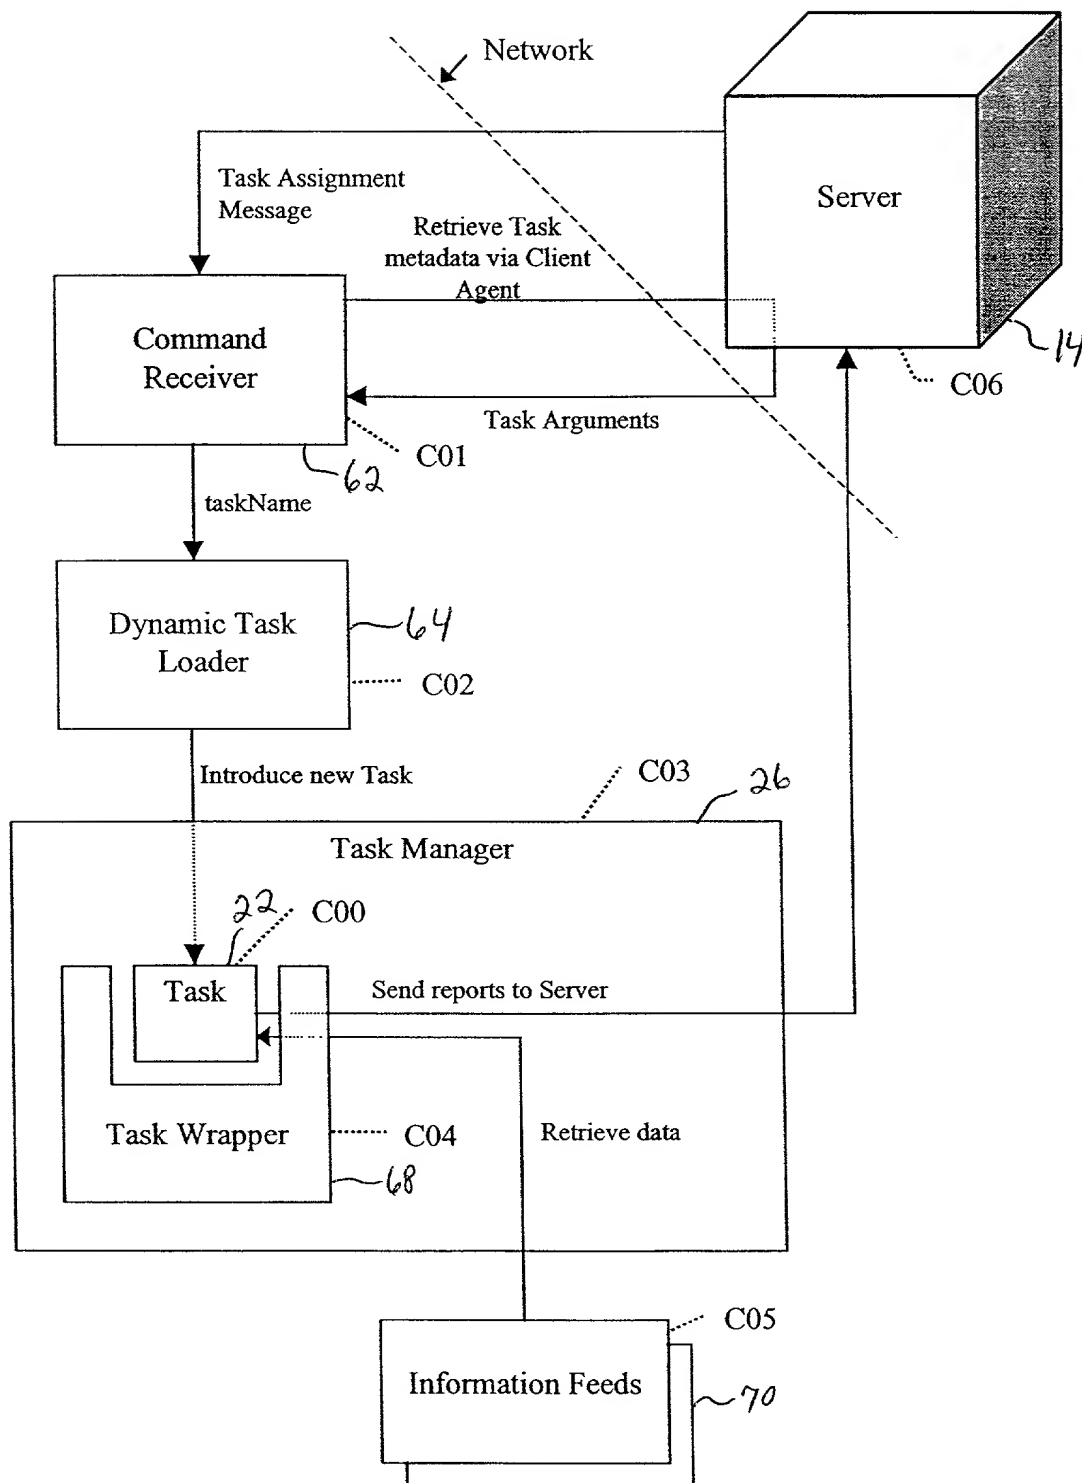 Network
Server
Task Assignment
Message
Retrieve Task
metadata via Client
Agent
14
Command
Receiver
C06
Task Arguments
C01
62
taskName
Dynamic Task
Loader
64
C02
Introduce new Task
C03
26
Task Manager
22
C00
Task
Send reports to Server
Task Wrapper
C04
Retrieve data
68
C05
Information Feeds
70